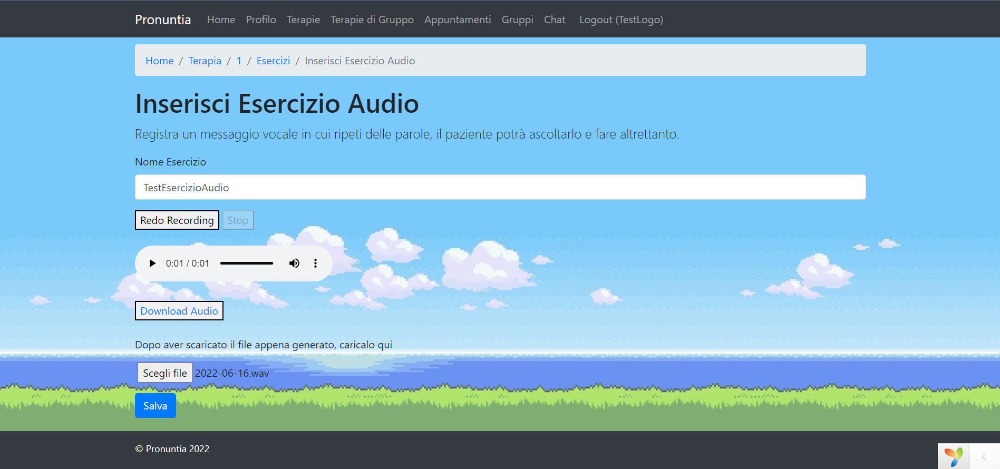 Pronuntia Home Profilo Terapie Terapie di Gruppo Appuntamenti Gruppi Chat Logout (TestLogo)
Home / Terapia / 1 / Esercizi / Inserisci Esercizio Audio
Inserisci Esercizio Audio
Registra un messaggio vocale in cui ripeti delle parole, il paziente potrà ascoltarlo e fare altrettanto.
Nome Esercizio
TestEsercizioAudio
Redo Recording Stop
0:01 / 0:01
Download Audio
Dopo aver scaricato il file appena generato, caricalo qui
Scegli file 2022-06-16.wav
Salva
© Pronuntia 2022